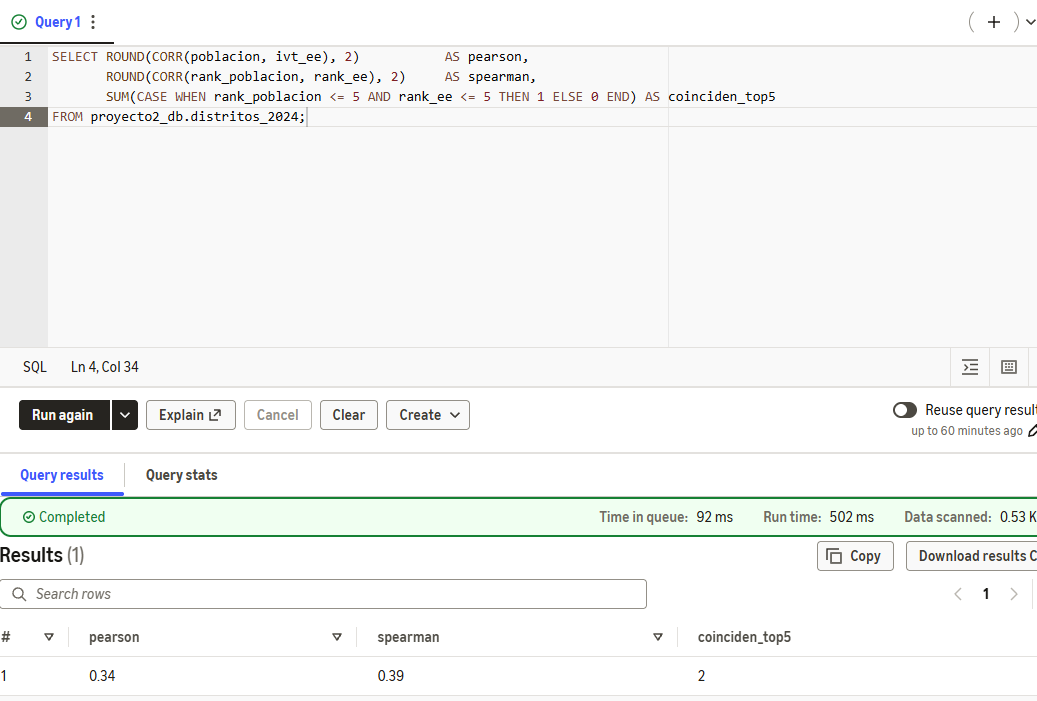 Query 1
1 SELECT ROUND(CORR(poblacion, ivt_ee), 2) AS pearson,
2 ROUND(CORR(rank_poblacion, rank_ee), 2) AS spearman,
3 SUM(CASE WHEN rank_poblacion <= 5 AND rank_ee <= 5 THEN 1 ELSE 0 END) AS coinciden_top5
4 FROM proyecto2_db.distritos_2024;
SQL Ln 4, Col 34
Run again Explain Cancel Clear Create Reuse query result
up to 60 minutes ago
Query results Query stats
Completed Time in queue: 92 ms Run time: 502 ms Data scanned: 0.53 K
Results (1) Copy Download results C
Search rows 1
# pearson spearman coinciden_top5
1 0.34 0.39 2